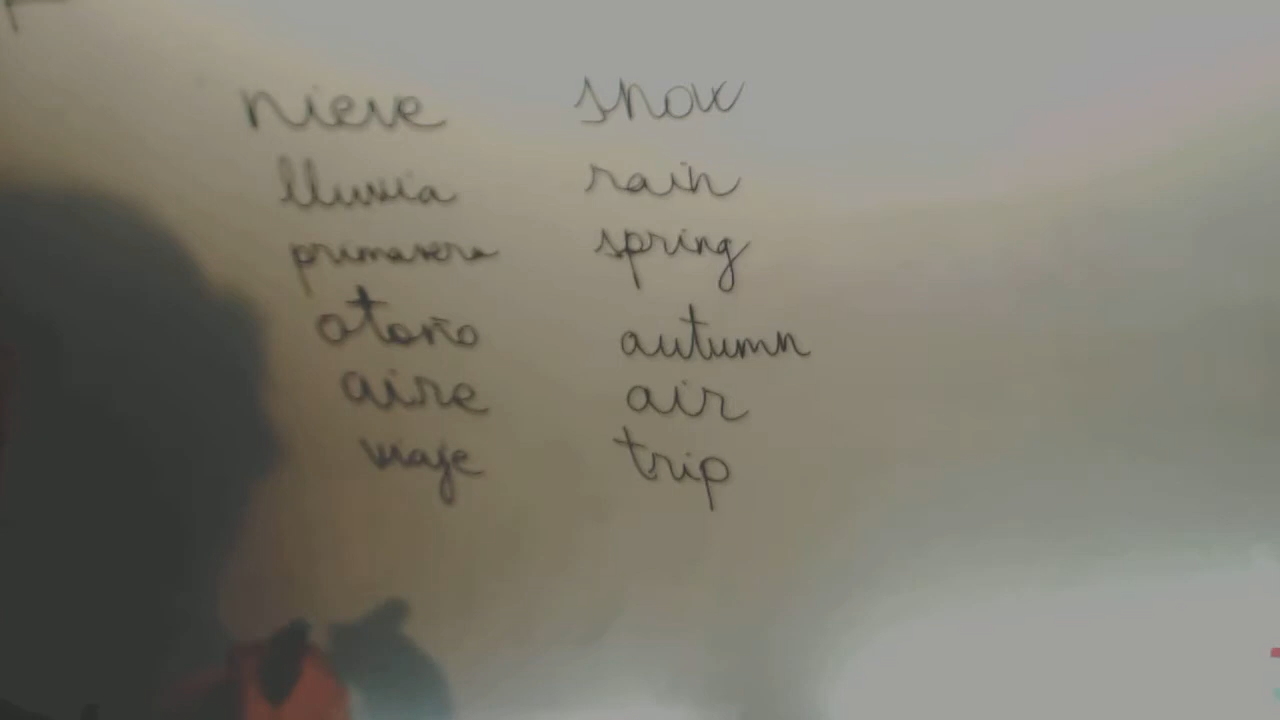 nieve snow
lluvia rain
primavera spring
otoño autumn
aire air
viaje trip